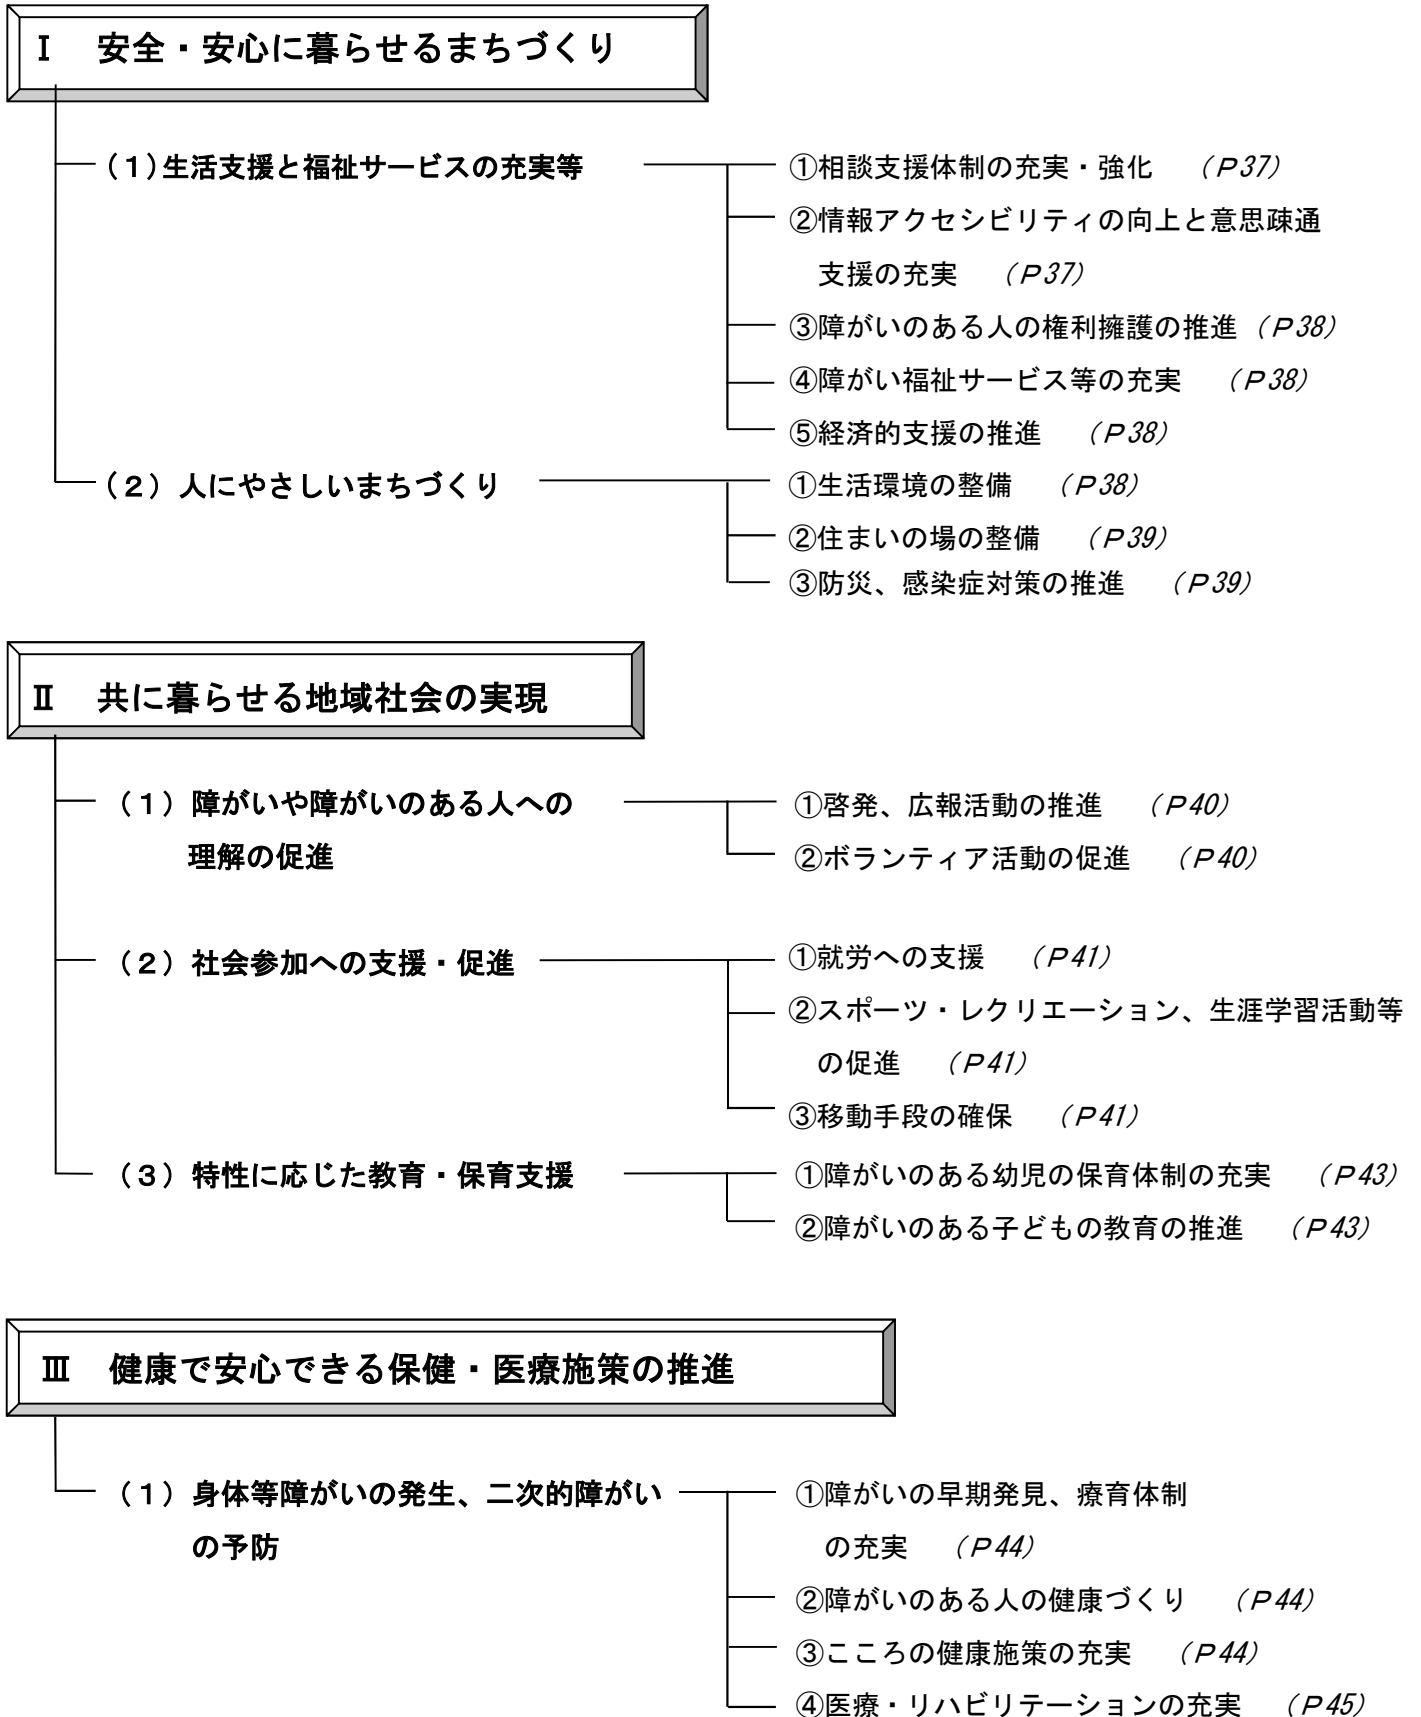 Ⅰ　安全・安心に暮らせるまちづくり
（１）生活支援と福祉サービスの充実等
①相談支援体制の充実・強化　（Ｐ37）
②情報アクセシビリティの向上と意思疎通
支援の充実　（Ｐ37）
③障がいのある人の権利擁護の推進（Ｐ38）
④障がい福祉サービス等の充実　（Ｐ38）
⑤経済的支援の推進　（Ｐ38）
（２）人にやさしいまちづくり
①生活環境の整備　（Ｐ38）
②住まいの場の整備　（Ｐ39）
③防災、感染症対策の推進　（Ｐ39）
Ⅱ　共に暮らせる地域社会の実現
（１）障がいや障がいのある人への
理解の促進
①啓発、広報活動の推進　（Ｐ40）
②ボランティア活動の促進　（Ｐ40）
（２）社会参加への支援・促進
①就労への支援　（Ｐ41）
②スポーツ・レクリエーション、生涯学習活動等
の促進　（Ｐ41）
③移動手段の確保　（Ｐ41）
（３）特性に応じた教育・保育支援
①障がいのある幼児の保育体制の充実　（Ｐ43）
②障がいのある子どもの教育の推進　（Ｐ43）
Ⅲ　健康で安心できる保健・医療施策の推進
（１）身体等障がいの発生、二次的障がい
の予防
①障がいの早期発見、療育体制
の充実　（Ｐ44）
②障がいのある人の健康づくり　（Ｐ44）
③こころの健康施策の充実　（Ｐ44）
④医療・リハビリテーションの充実　（Ｐ45）